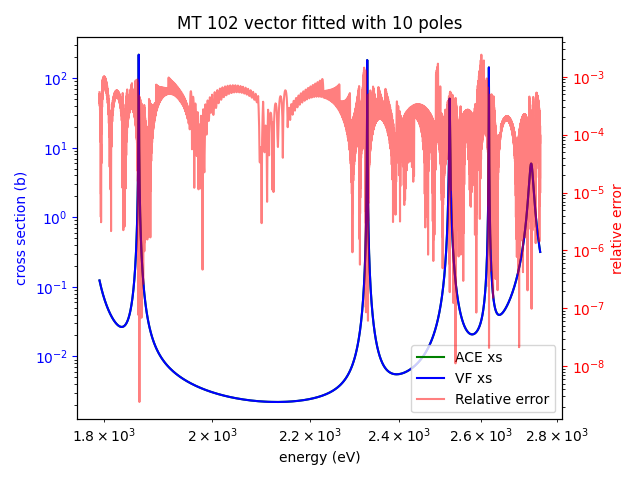 MT 102 vector fitted with 10 poles
10²
10¹
10⁰
10⁻¹
10⁻²
cross section (b)
10⁻³
10⁻⁴
10⁻⁵
10⁻⁶
10⁻⁷
10⁻⁸
relative error
ACE xs
VF xs
Relative error
1.8 × 10³ 2 × 10³ 2.2 × 10³ 2.4 × 10³ 2.6 × 10³ 2.8 × 10³
energy (eV)